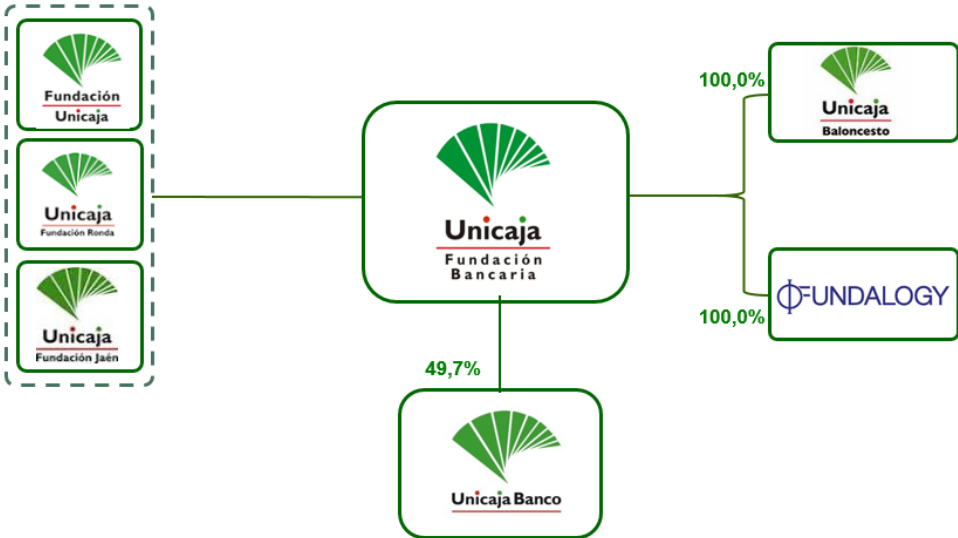 Fundación
Unicaja
Unicaja
Fundación Ronda
Unicaja
Fundación Jaén
Unicaja
Fundación
Bancaria
49,7%
Unicaja Banco
100,0%
Unicaja
Baloncesto
100,0%
FUNDALOGY